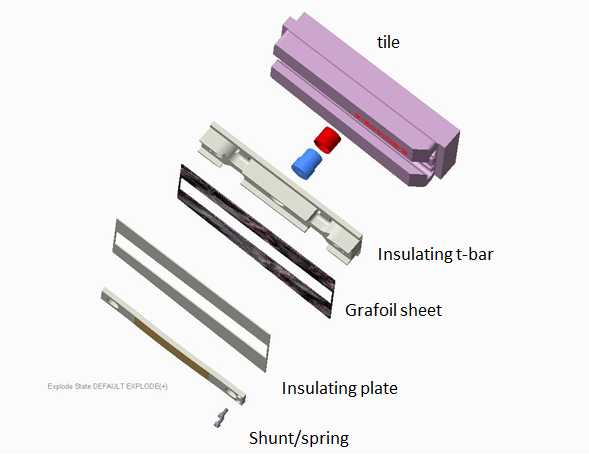 tile
Insulating t-bar
Grafoil sheet
Explode State:DEFAULT EXPLODE(+)
Insulating plate
Shunt/spring